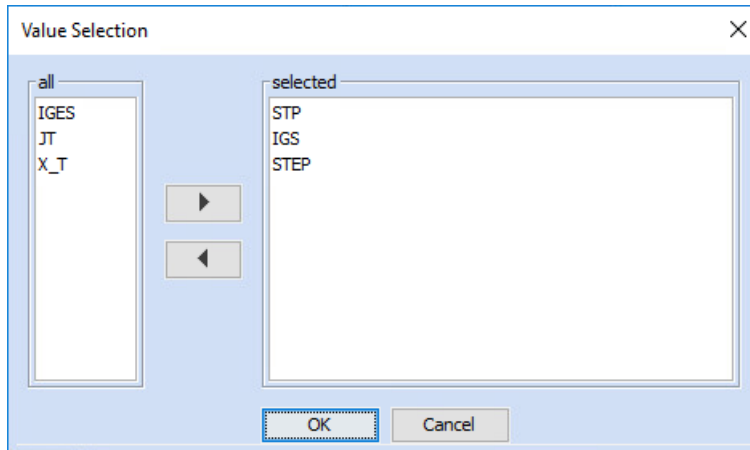 Value Selection
all
IGES
JT
X_T
selected
STP
IGS
STEP
OK
Cancel